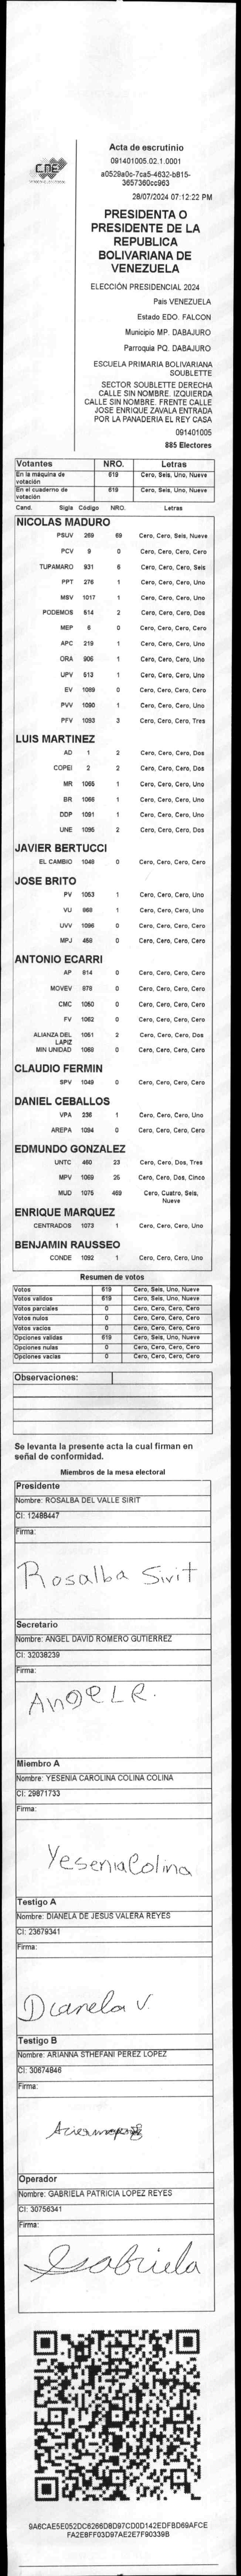 CNE
Acta de escrutinio
091401005.02.1.0001
a0529a0c-7ca5-4632-b815-
3657360cc963
28/07/2024 07:12:22 PM
PRESIDENTA O
PRESIDENTE DE LA
REPUBLICA
BOLIVARIANA DE
VENEZUELA
ELECCIÓN PRESIDENCIAL 2024
Pais VENEZUELA
Estado EDO. FALCON
Municipio MP. DABAJURO
Parroquia PQ. DABAJURO
ESCUELA PRIMARIA BOLIVARIANA
SOUBLETTE
SECTOR SOUBLETTE DERECHA
CALLE SIN NOMBRE. IZQUIERDA
CALLE SIN NOMBRE. FRENTE CALLE
JOSE ENRIQUE ZAVALA ENTRADA
POR LA PANADERIA EL REY CASA
091401005
885 Electores
Votantes NRO. Letras
En la máquina de votación 619 Cero, Seis, Uno, Nueve
En el cuaderno de votación 619 Cero, Seis, Uno, Nueve
Cand. Sigla Código NRO. Letras
NICOLAS MADURO
PSUV 269 69 Cero, Cero, Seis, Nueve
PCV 9 0 Cero, Cero, Cero, Cero
TUPAMARO 931 6 Cero, Cero, Cero, Seis
PPT 276 1 Cero, Cero, Cero, Uno
MSV 1017 1 Cero, Cero, Cero, Uno
PODEMOS 514 2 Cero, Cero, Cero, Dos
MEP 6 0 Cero, Cero, Cero, Cero
APC 219 1 Cero, Cero, Cero, Uno
ORA 906 1 Cero, Cero, Cero, Uno
UPV 513 1 Cero, Cero, Cero, Uno
EV 1089 0 Cero, Cero, Cero, Cero
PVV 1090 1 Cero, Cero, Cero, Uno
PFV 1093 3 Cero, Cero, Cero, Tres
LUIS MARTINEZ
AD 1 2 Cero, Cero, Cero, Dos
COPEI 2 2 Cero, Cero, Cero, Dos
MR 1065 1 Cero, Cero, Cero, Uno
BR 1066 1 Cero, Cero, Cero, Uno
DDP 1091 1 Cero, Cero, Cero, Uno
UNE 1095 2 Cero, Cero, Cero, Dos
JAVIER BERTUCCI
EL CAMBIO 1048 0 Cero, Cero, Cero, Cero
JOSE BRITO
PV 1053 1 Cero, Cero, Cero, Uno
VU 968 1 Cero, Cero, Cero, Uno
UVV 1096 0 Cero, Cero, Cero, Cero
MPJ 458 0 Cero, Cero, Cero, Cero
ANTONIO ECARRI
AP 814 0 Cero, Cero, Cero, Cero
MOVEV 978 0 Cero, Cero, Cero, Cero
CMC 1050 0 Cero, Cero, Cero, Cero
FV 1062 0 Cero, Cero, Cero, Cero
ALIANZA DEL LAPIZ 1051 2 Cero, Cero, Cero, Dos
MIN UNIDAD 1068 0 Cero, Cero, Cero, Cero
CLAUDIO FERMIN
SPV 1049 0 Cero, Cero, Cero, Cero
DANIEL CEBALLOS
VPA 236 1 Cero, Cero, Cero, Uno
AREPA 1094 0 Cero, Cero, Cero, Cero
EDMUNDO GONZALEZ
UNTC 460 23 Cero, Cero, Dos, Tres
MPV 1069 25 Cero, Cero, Dos, Cinco
MUD 1075 469 Cero, Cuatro, Seis,
Nueve
ENRIQUE MARQUEZ
CENTRADOS 1073 1 Cero, Cero, Cero, Uno
BENJAMIN RAUSSEO
CONDE 1092 1 Cero, Cero, Cero, Uno
Resumen de votos
Votos 619 Cero, Seis, Uno, Nueve
Votos validos 619 Cero, Seis, Uno, Nueve
Votos parciales 0 Cero, Cero, Cero, Cero
Votos nulos 0 Cero, Cero, Cero, Cero
Votos vacíos 0 Cero, Cero, Cero, Cero
Opciones validas 619 Cero, Seis, Uno, Nueve
Opciones nulas 0 Cero, Cero, Cero, Cero
Opciones vacías 0 Cero, Cero, Cero, Cero
Observaciones:
Se levanta la presente acta la cual firman en
señal de conformidad.
Miembros de la mesa electoral
Presidente
Nombre: ROSALBA DEL VALLE SIRIT
CI: 12488447
Firma:
Rosalba Sirit
Secretario
Nombre: ANGEL DAVID ROMERO GUTIERREZ
CI: 32038239
Firma:
Angel R.
Miembro A
Nombre: YESENIA CAROLINA COLINA COLINA
CI: 29871733
Firma:
Yesenia Colina
Testigo A
Nombre: DIANELA DE JESUS VALERA REYES
CI: 23679341
Firma:
Dianela V.
Testigo B
Nombre: ARIANNA STHEFANI PEREZ LOPEZ
CI: 30674846
Firma:
Operador
Nombre: GABRIELA PATRICIA LOPEZ REYES
CI: 30756341
Firma:
Gabriela
9A6CAE5E052DC6266D8D97CD0D142EDFBD69AFCE
FA2E8FF03D97AE2E7F90339B